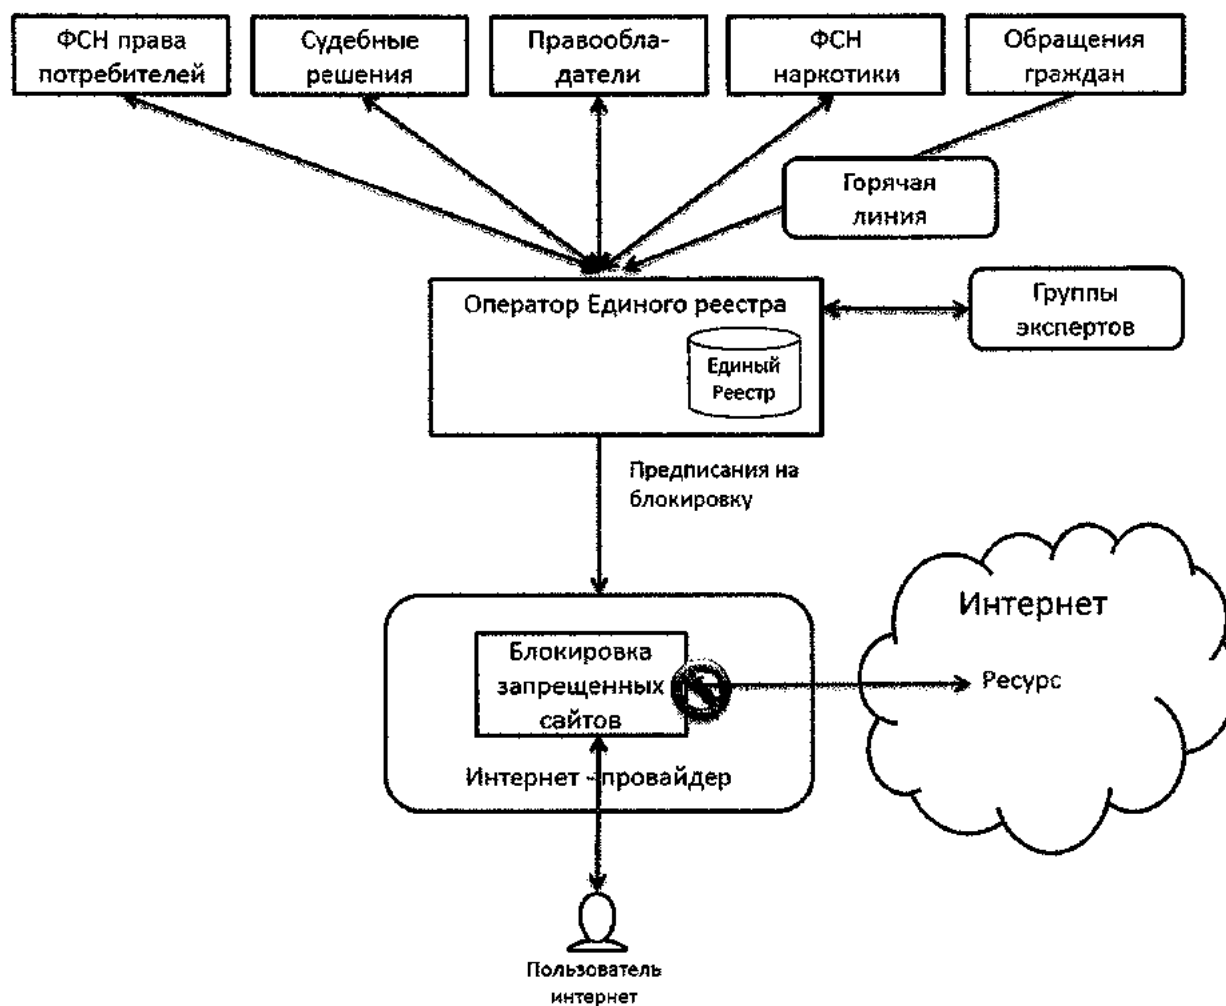 ФСН права
потребителей
Судебные
решения
Правообла-
датели
ФСН
наркотики
Обращения
граждан
Горячая
линия
Оператор Единого реестра
Единый
Реестр
Группы
экспертов
Предписания на
блокировку
Интернет
Ресурс
Блокировка
запрещенных
сайтов
Интернет - провайдер
Пользователь
интернет